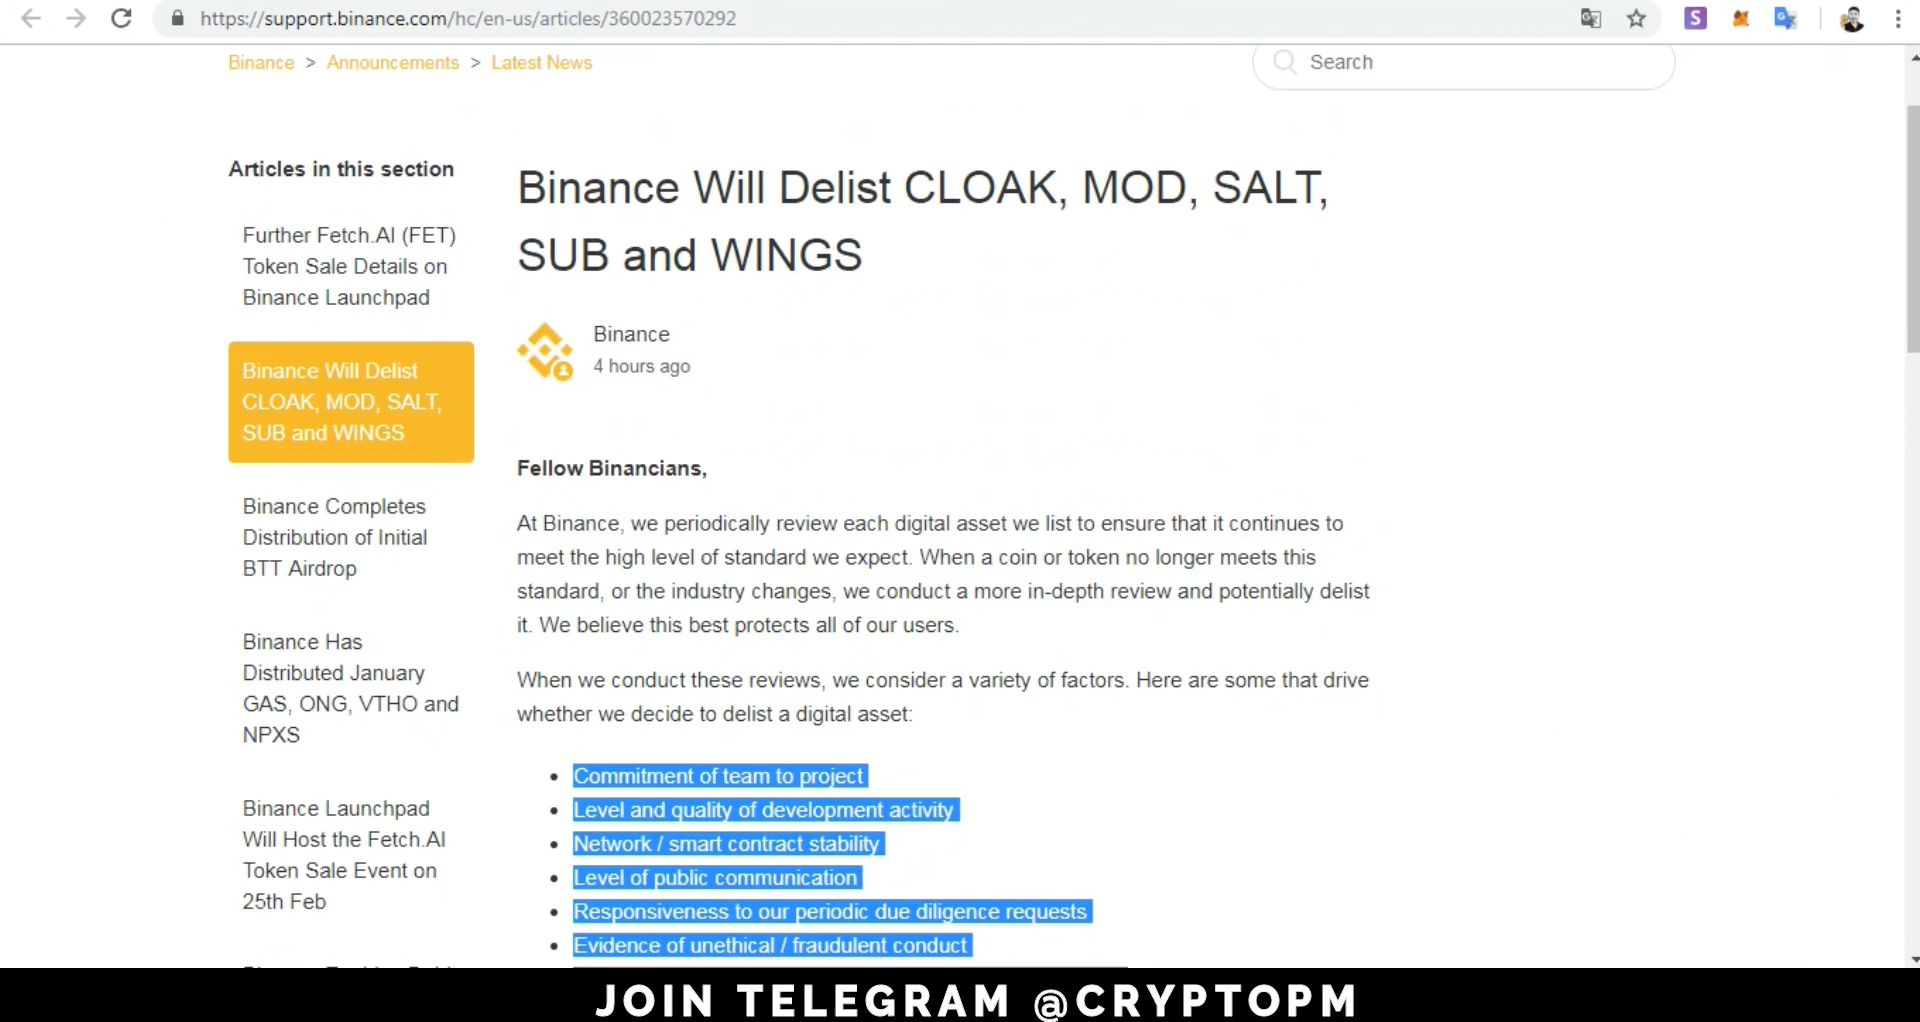 https://support.binance.com/hc/en-us/articles/360023570292
S
Binance > Announcements > Latest News
Search
Articles in this section
Further Fetch.AI (FET)
Token Sale Details on
Binance Launchpad
Binance Will Delist
CLOAK, MOD, SALT,
SUB and WINGS
Binance Completes
Distribution of Initial
BTT Airdrop
Binance Has
Distributed January
GAS, ONG, VTHO and
NPXS
Binance Launchpad
Will Host the Fetch.AI
Token Sale Event on
25th Feb
Binance Will Delist CLOAK, MOD, SALT,
SUB and WINGS
Binance
4 hours ago
Fellow Binancians,
At Binance, we periodically review each digital asset we list to ensure that it continues to
meet the high level of standard we expect. When a coin or token no longer meets this
standard, or the industry changes, we conduct a more in-depth review and potentially delist
it. We believe this best protects all of our users.
When we conduct these reviews, we consider a variety of factors. Here are some that drive
whether we decide to delist a digital asset:
• Commitment of team to project
• Level and quality of development activity
• Network / smart contract stability
• Level of public communication
• Responsiveness to our periodic due diligence requests
• Evidence of unethical / fraudulent conduct
JOIN TELEGRAM @CRYPTOPM